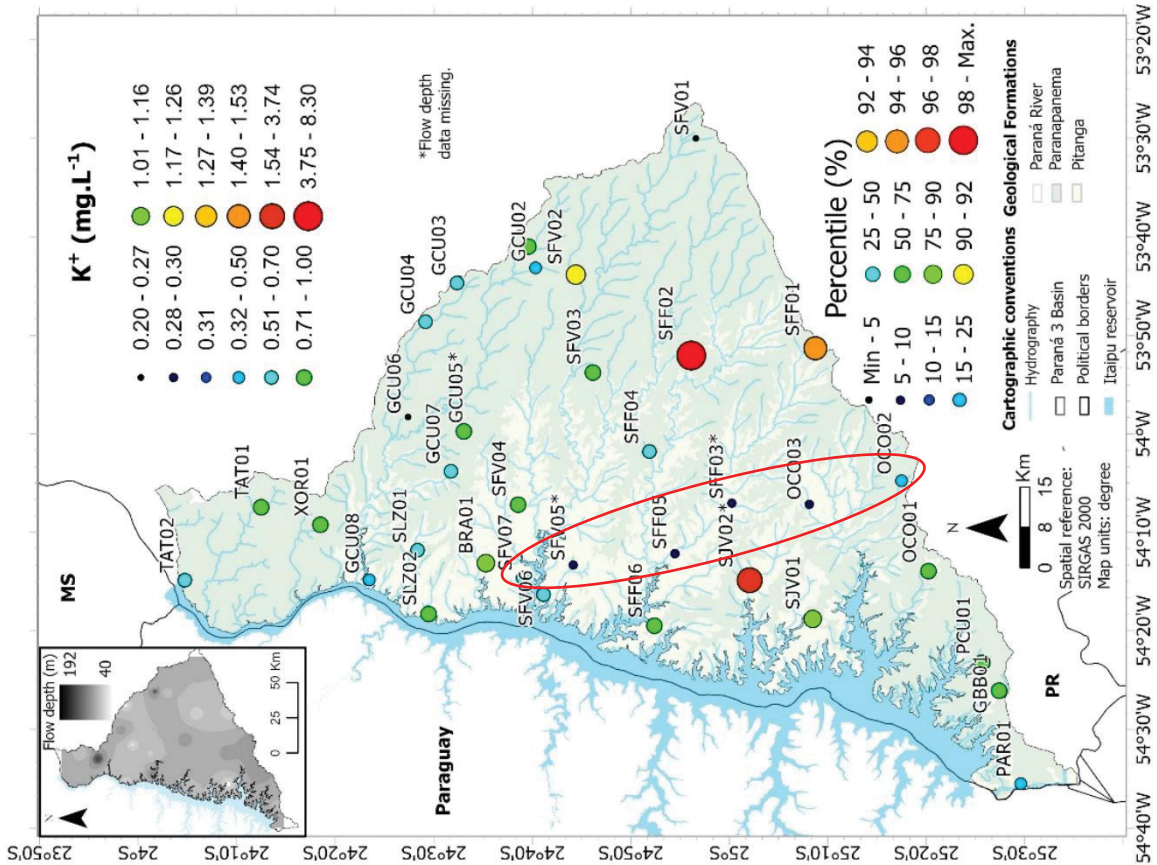 MS
Paraguay
PR
Flow depth (m)
192
40
N
0 25 50 Km
K⁺ (mg.L⁻¹)
0.20 - 0.27
0.28 - 0.30
0.31
0.32 - 0.50
0.51 - 0.70
0.71 - 1.00
1.01 - 1.16
1.17 - 1.26
1.27 - 1.39
1.40 - 1.53
1.54 - 3.74
3.75 - 8.30
*Flow depth
data missing.
TAT02
TAT01
XOR01
GCU08
GCU06
GCU04
GCU03
GCU07
GCU05*
GCU02
SLZ01
SLZ02
BRA01
SFV04
SFV02
SFV07
SFV05*
SFV06
SFV03
SFF04
SFF02
SFV01
SFF05
SFF06
SFF03*
SJV02*
OCO03
SFF01
SJV01
OCO02
OCO01
PCU01
GBB01
PAR01
Percentile (%)
Min - 5
5 - 10
10 - 15
15 - 25
25 - 50
50 - 75
75 - 90
90 - 92
92 - 94
94 - 96
96 - 98
98 - Max.
N
0 8 15 Km
Spatial reference: -
SIRGAS 2000
Map units: degree
Cartographic conventions
Hydrography
Paraná 3 Basin
Political borders
Itaipu reservoir
Geological Formations
Paraná River
Paranapanema
Pitanga
54°40'W 54°30'W 54°20'W 54°10'W 54°W 53°50'W 53°40'W 53°30'W 53°20'W
23°50'S
24°S
24°10'S
24°20'S
24°30'S
24°40'S
24°50'S
25°S
25°10'S
25°20'S
25°30'S